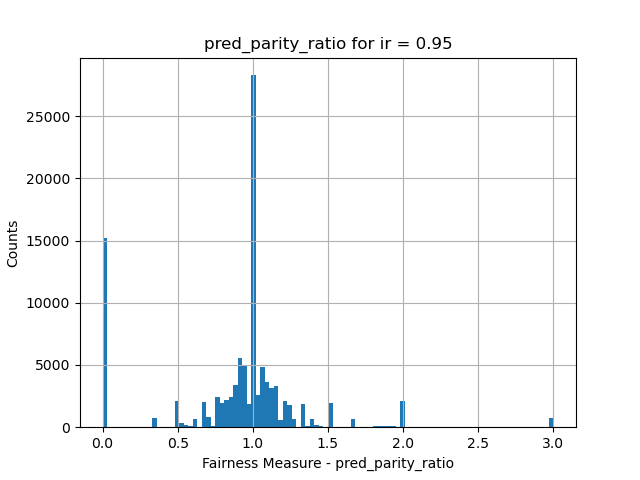 pred_parity_ratio for ir = 0.95
25000
20000
15000
10000
5000
0
Counts
0.0 0.5 1.0 1.5 2.0 2.5 3.0
Fairness Measure - pred_parity_ratio